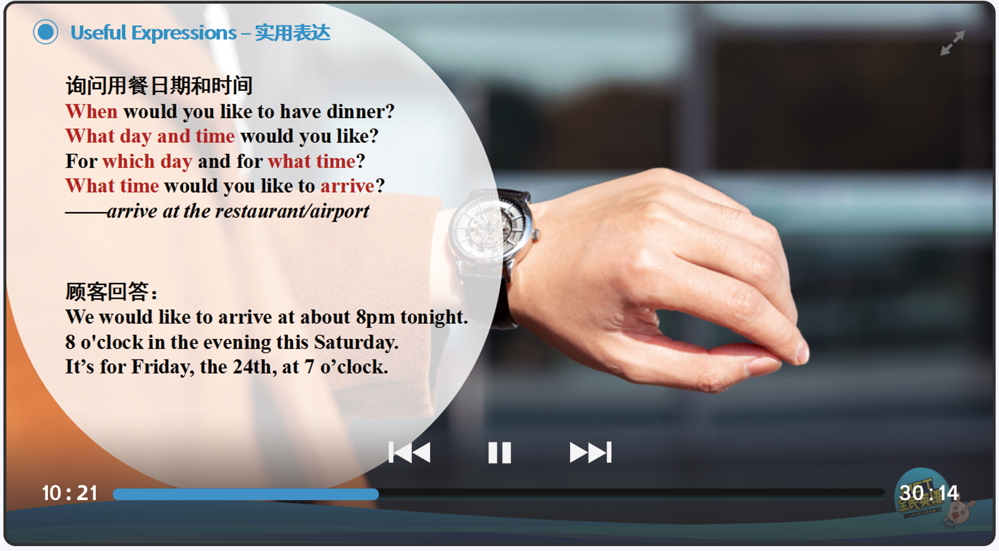 Useful Expressions – 实用表达
询问用餐日期和时间
When would you like to have dinner?
What day and time would you like?
For which day and for what time?
What time would you like to arrive?
——arrive at the restaurant/airport
顾客回答：
We would like to arrive at about 8pm tonight.
8 o'clock in the evening this Saturday.
It’s for Friday, the 24th, at 7 o’clock.
10:21
30:14
全民英语